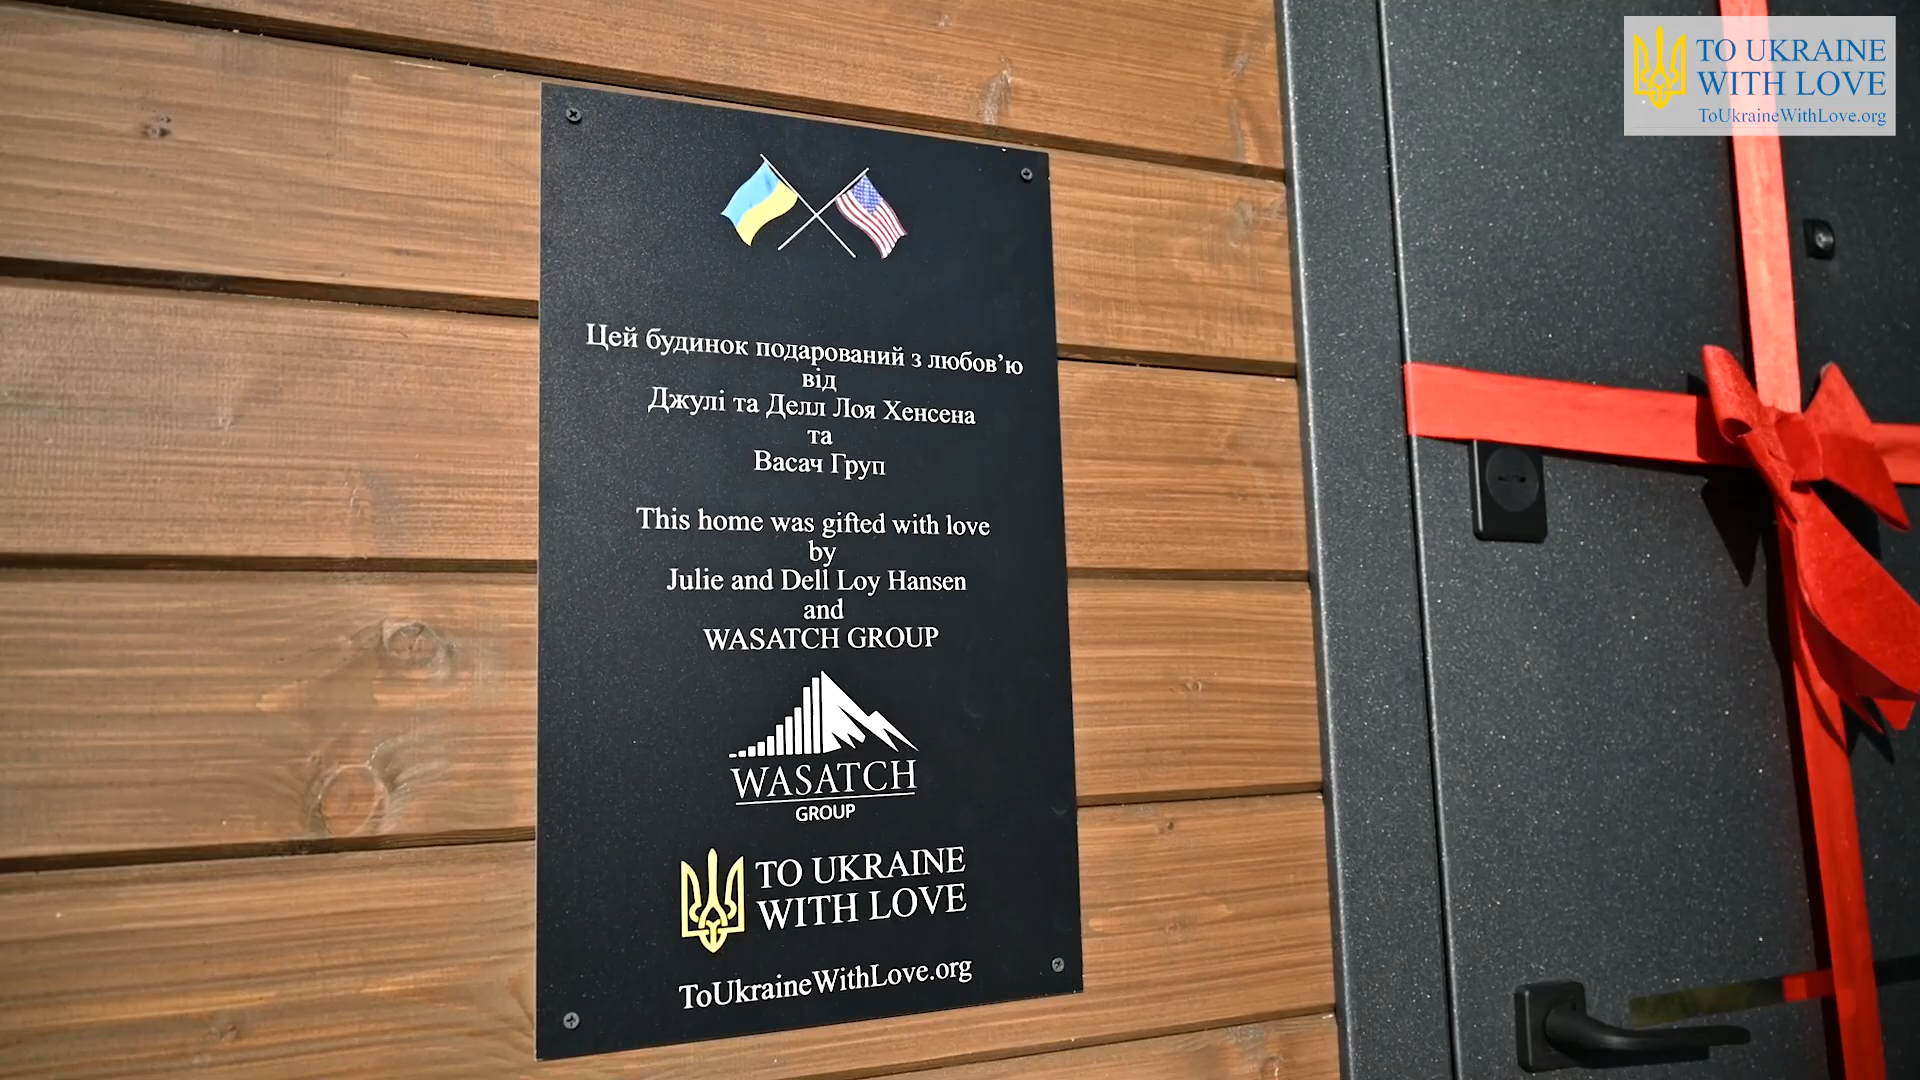 TO UKRAINE
WITH LOVE
ToUkraineWithLove.org
Цей будинок подарований з любов’ю
від
Джулі та Делл Лоя Хенсена
та
Васач Груп
This home was gifted with love
by
Julie and Dell Loy Hansen
and
WASATCH GROUP
WASATCH
GROUP
TO UKRAINE
WITH LOVE
ToUkraineWithLove.org